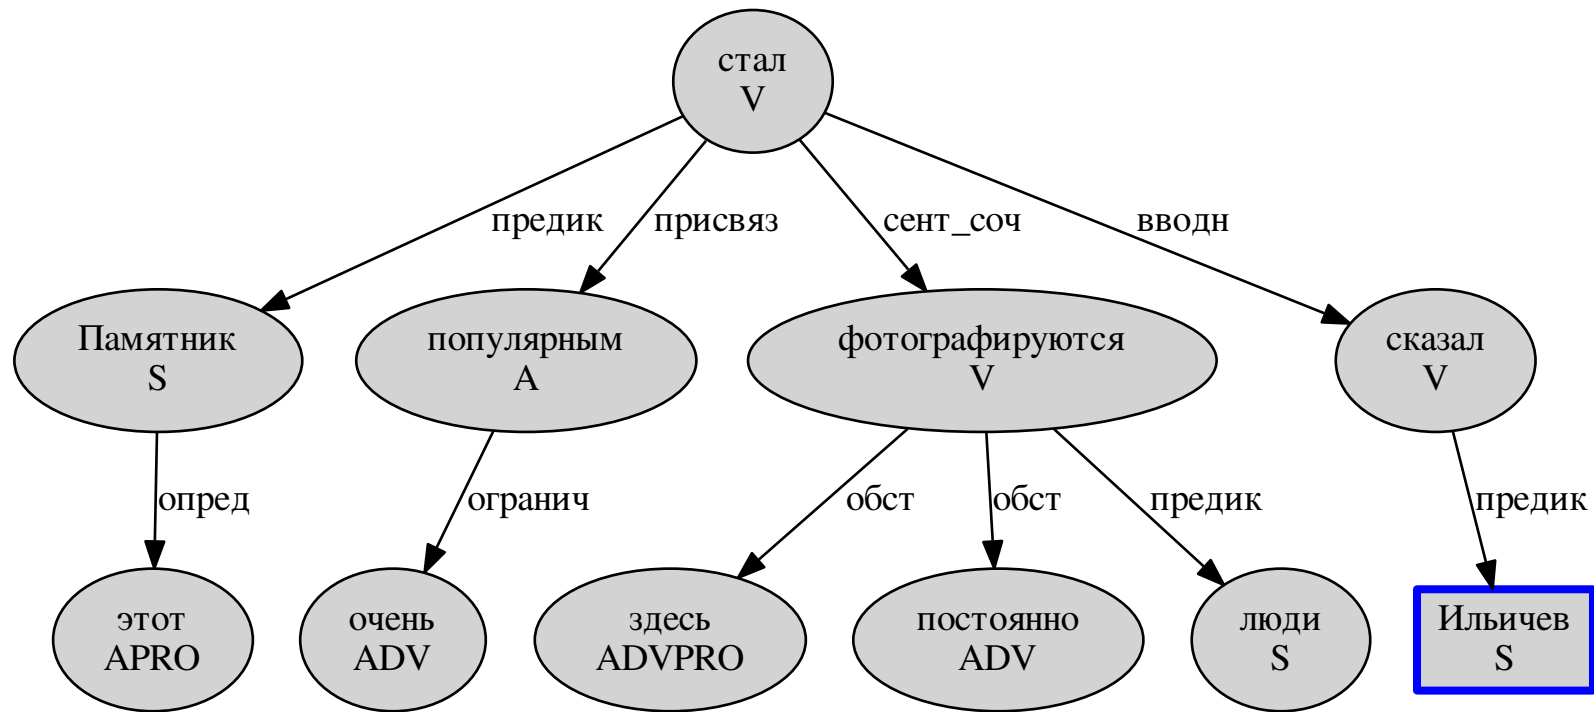 стал
V
предик
присвяз
сент_соч
вводн
Памятник
S
популярным
A
фотографируются
V
сказал
V
опред
огранич
обст
обст
предик
предик
этот
APRO
очень
ADV
здесь
ADVPRO
постоянно
ADV
люди
S
Ильичев
S